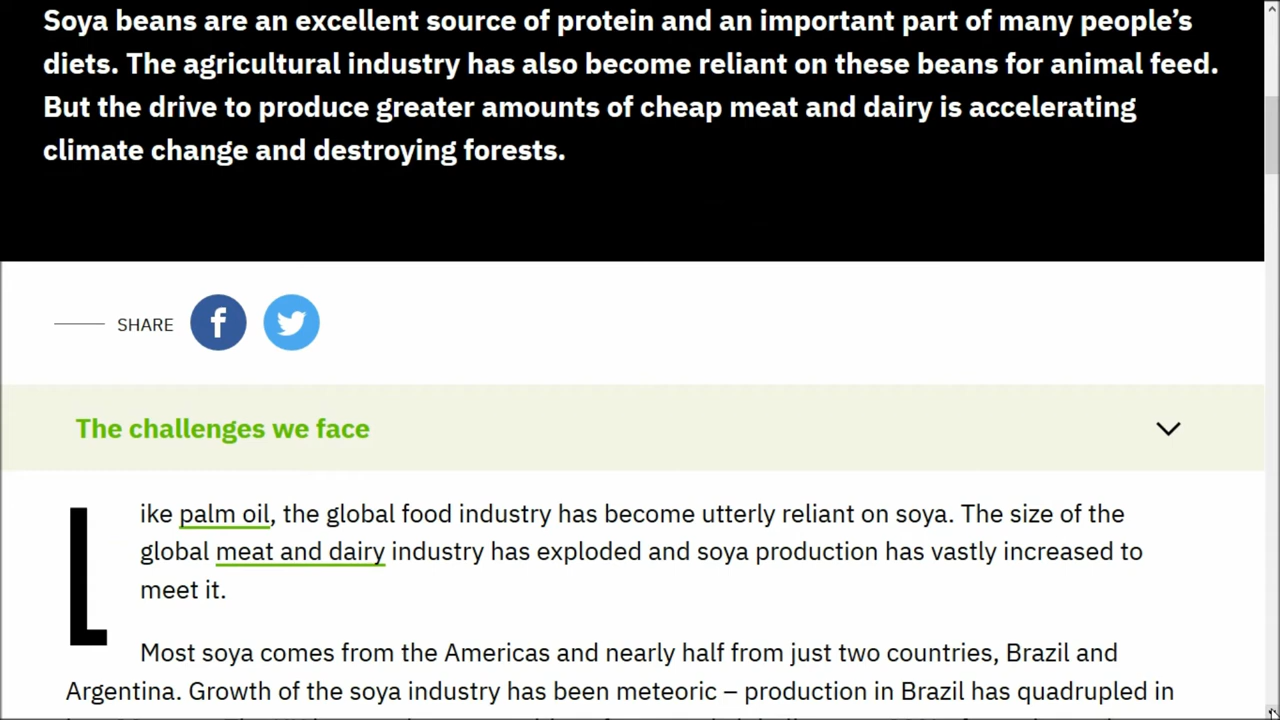 Soya beans are an excellent source of protein and an important part of many people’s
diets. The agricultural industry has also become reliant on these beans for animal feed.
But the drive to produce greater amounts of cheap meat and dairy is accelerating
climate change and destroying forests.
SHARE
The challenges we face
Like palm oil, the global food industry has become utterly reliant on soya. The size of the
global meat and dairy industry has exploded and soya production has vastly increased to
meet it.
Most soya comes from the Americas and nearly half from just two countries, Brazil and
Argentina. Growth of the soya industry has been meteoric – production in Brazil has quadrupled in